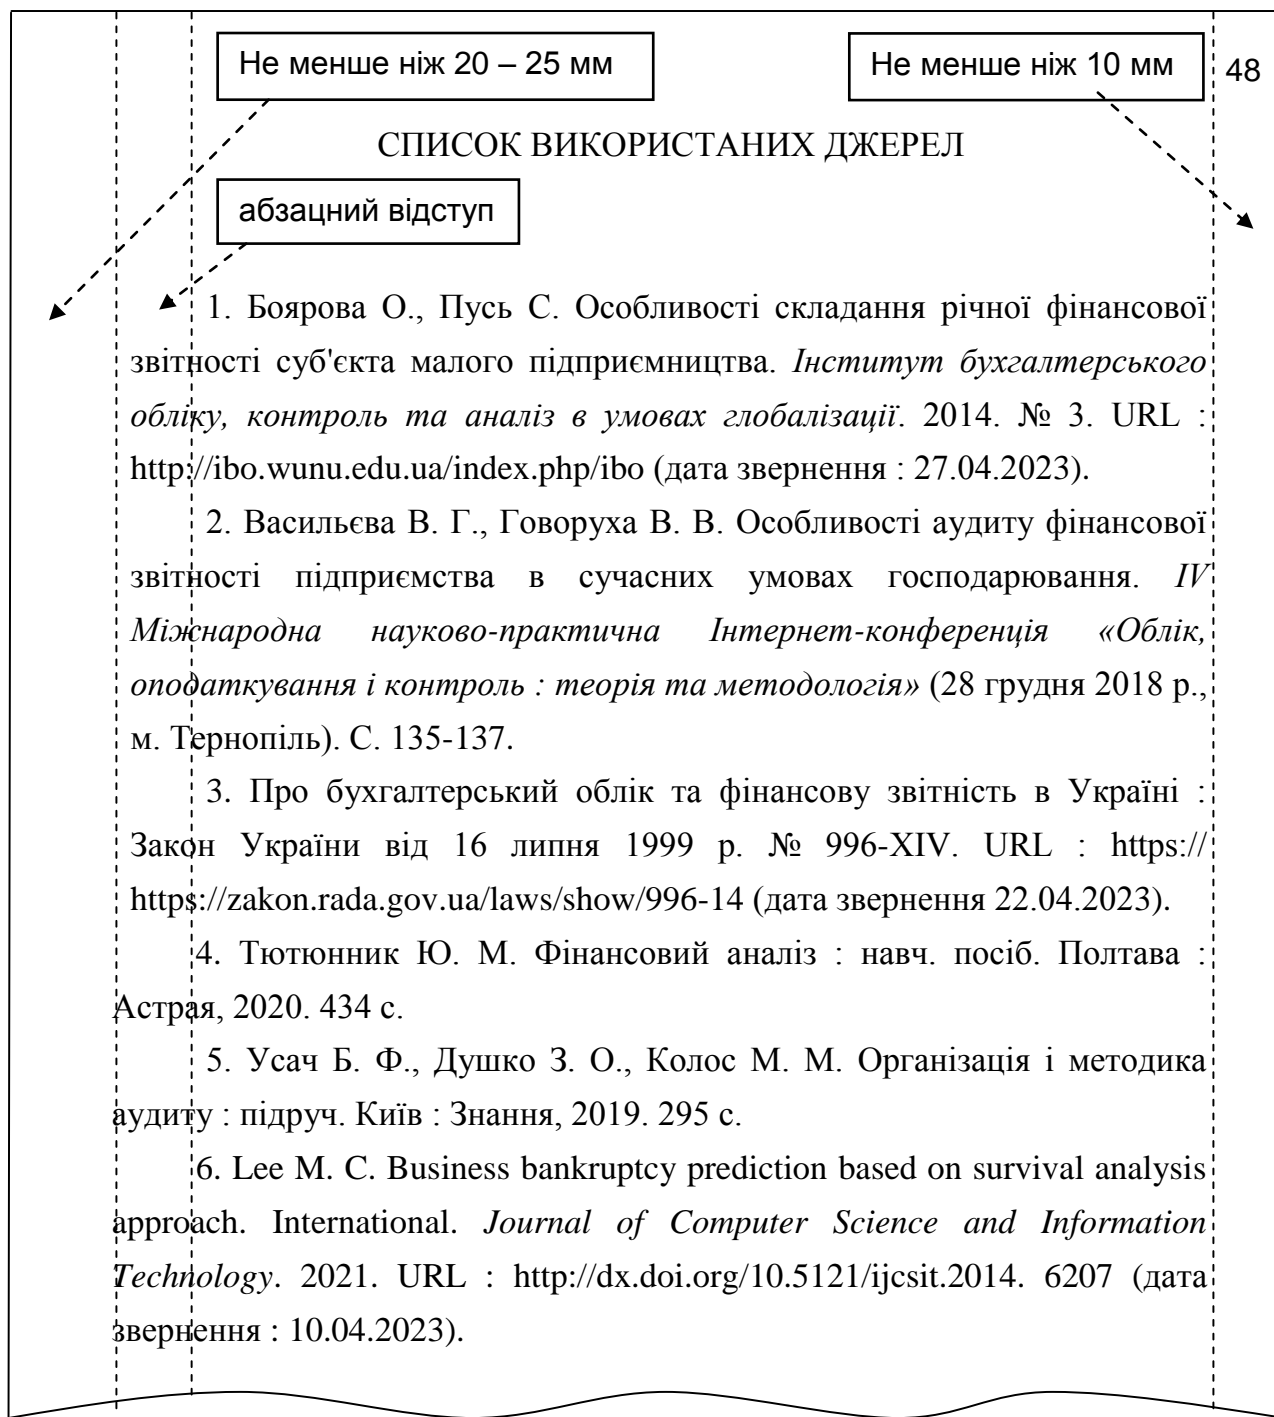 Не менше ніж 20 – 25 мм
Не менше ніж 10 мм
48
СПИСОК ВИКОРИСТАНИХ ДЖЕРЕЛ
абзацний відступ
1. Боярова О., Пусь С. Особливості складання річної фінансової
звітності суб'єкта малого підприємництва. Інститут бухгалтерського
обліку, контроль та аналіз в умовах глобалізації. 2014. № 3. URL :
http://ibo.wunu.edu.ua/index.php/ibo (дата звернення : 27.04.2023).
2. Васильєва В. Г., Говоруха В. В. Особливості аудиту фінансової
звітності підприємства в сучасних умовах господарювання. IV
Міжнародна науково-практична Інтернет-конференція «Облік,
оподаткування і контроль : теорія та методологія» (28 грудня 2018 р.,
м. Тернопіль). С. 135-137.
3. Про бухгалтерський облік та фінансову звітність в Україні :
Закон України від 16 липня 1999 р. № 996-XIV. URL : https://
https://zakon.rada.gov.ua/laws/show/996-14 (дата звернення 22.04.2023).
4. Тютюнник Ю. М. Фінансовий аналіз : навч. посіб. Полтава :
Астрая, 2020. 434 с.
5. Усач Б. Ф., Душко З. О., Колос М. М. Організація і методика
аудиту : підруч. Київ : Знання, 2019. 295 с.
6. Lee M. C. Business bankruptcy prediction based on survival analysis
approach. International. Journal of Computer Science and Information
Technology. 2021. URL : http://dx.doi.org/10.5121/ijcsit.2014. 6207 (дата
звернення : 10.04.2023).